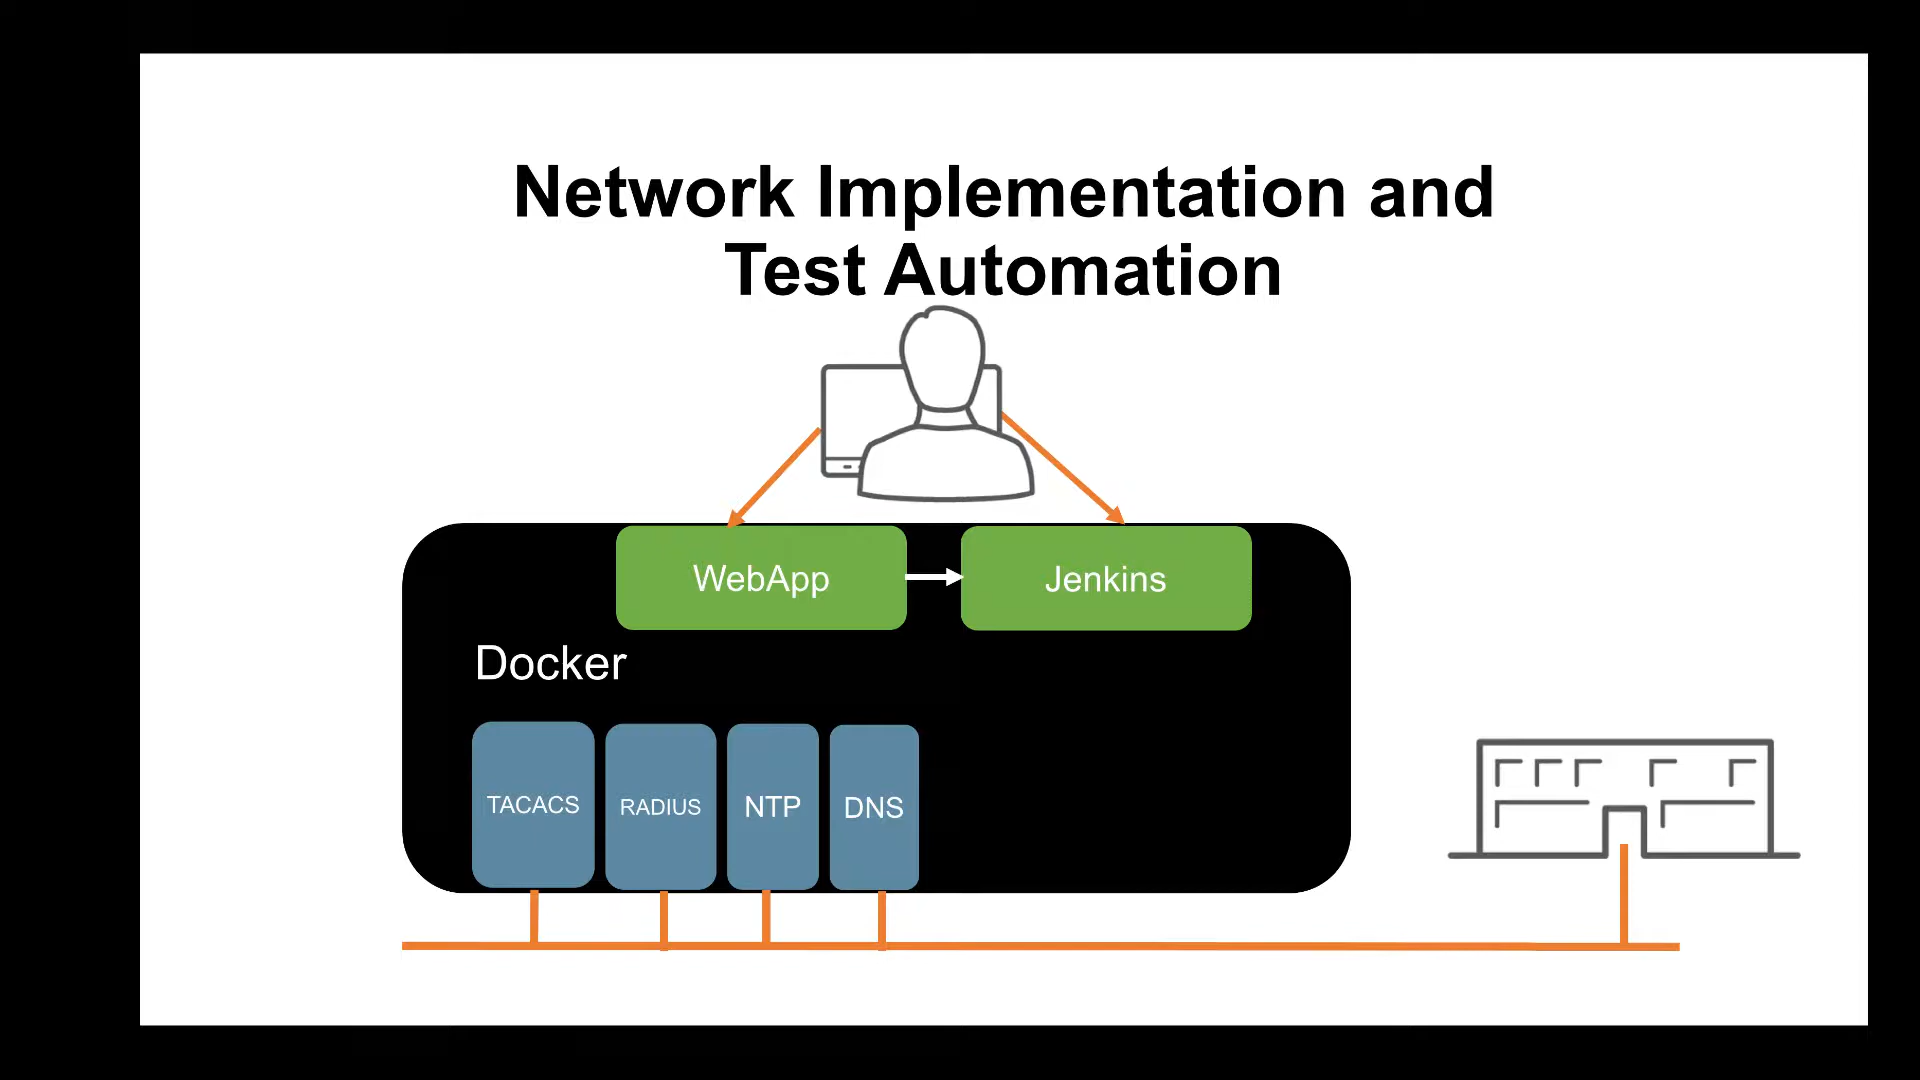 Network Implementation and
Test Automation
WebApp
Jenkins
Docker
TACACS
RADIUS
NTP
DNS